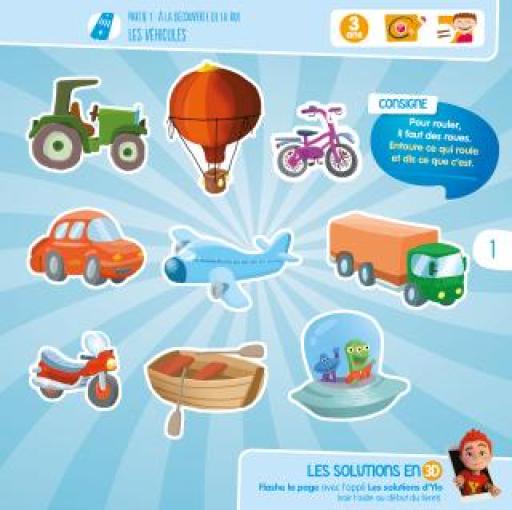 PARTIE 1 : À LA DÉCOUVERTE DE LA RUE
LES VÉHICULES
3
ans
=
CONSIGNE
Pour rouler,
il faut des roues.
Entoure ce qui roule
et dis ce que c'est.
1
LES SOLUTIONS EN 3D
Flashe la page avec l'appli Les solutions d'Ylo
(voir l'aide au début du livret).